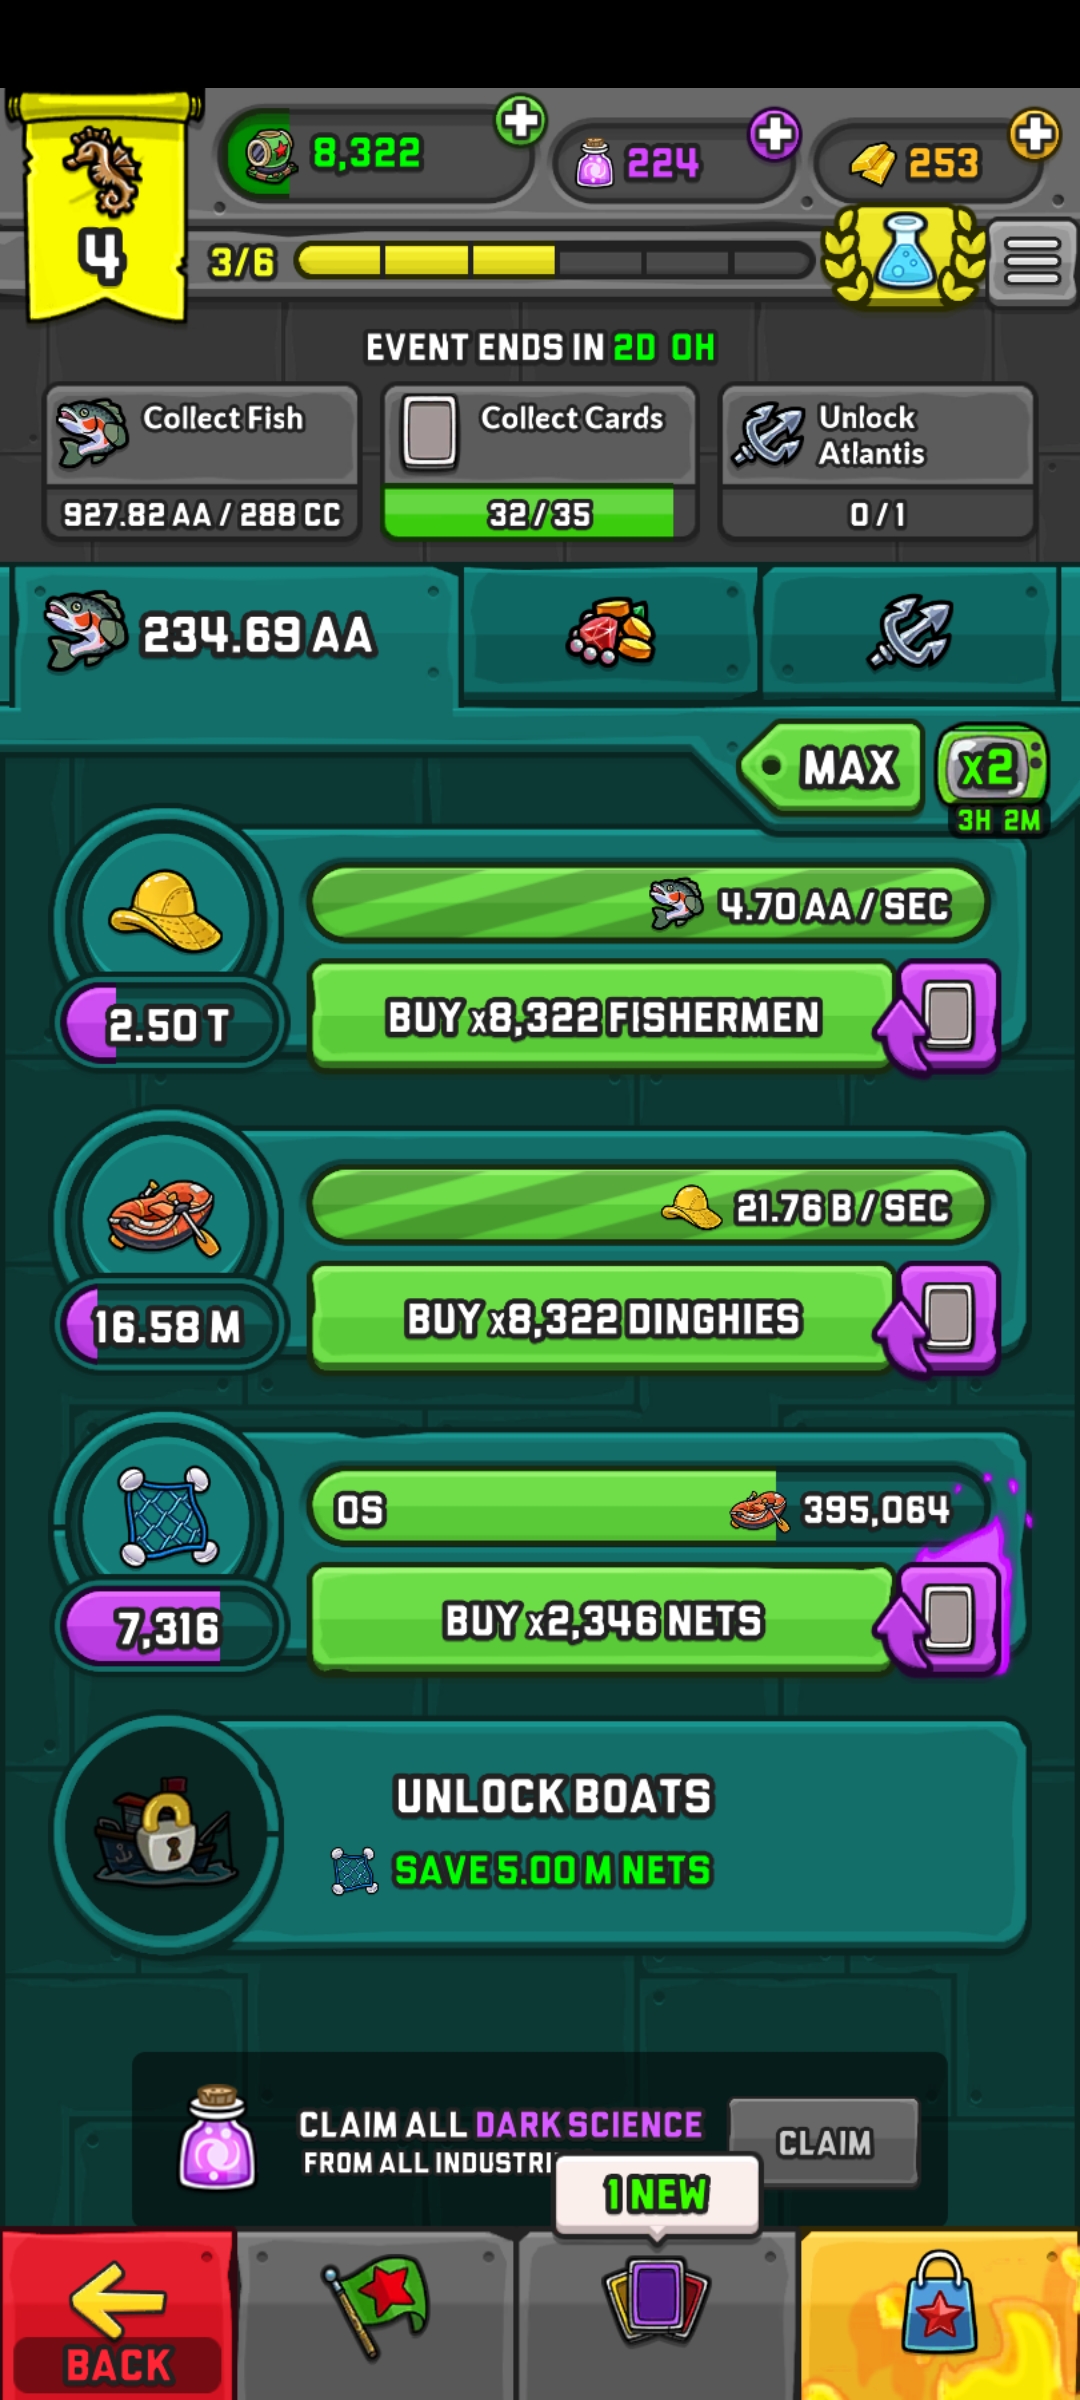 8,322
224
253
4
3/6
EVENT ENDS IN 2D 0H
Collect Fish
927.82 AA / 288 CC
Collect Cards
32/35
Unlock
Atlantis
0/1
234.69 AA
MAX
x2
3H 2M
4.70 AA / SEC
2.50 T
BUY x8,322 FISHERMEN
21.76 B / SEC
16.58 M
BUY x8,322 DINGHIES
0S
395,064
7,316
BUY x2,346 NETS
UNLOCK BOATS
SAVE 5.00 M NETS
CLAIM ALL DARK SCIENCE
FROM ALL INDUSTRI
CLAIM
1 NEW
BACK